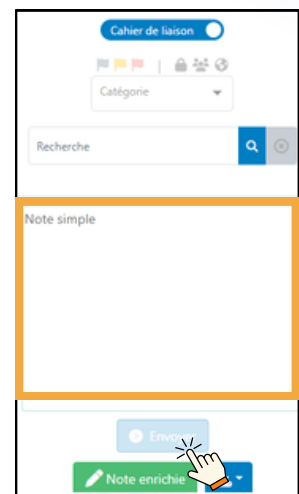 Cahier de liaison
|
Catégorie
Recherche
Note simple
Note enrichie